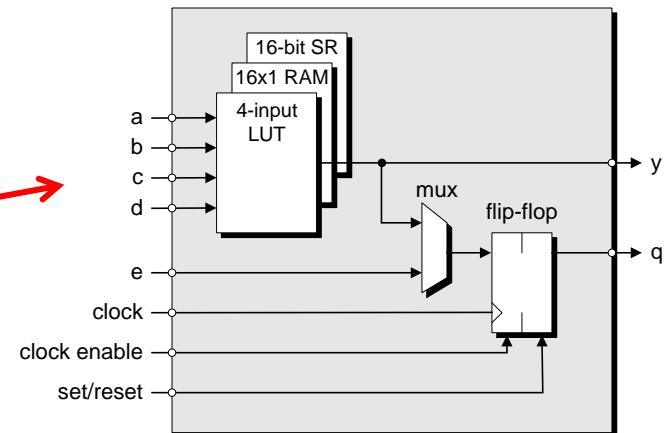 16-bit SR
16x1 RAM
4-input
LUT
a
b
c
d
e
clock
clock enable
set/reset
mux
flip-flop
y
q